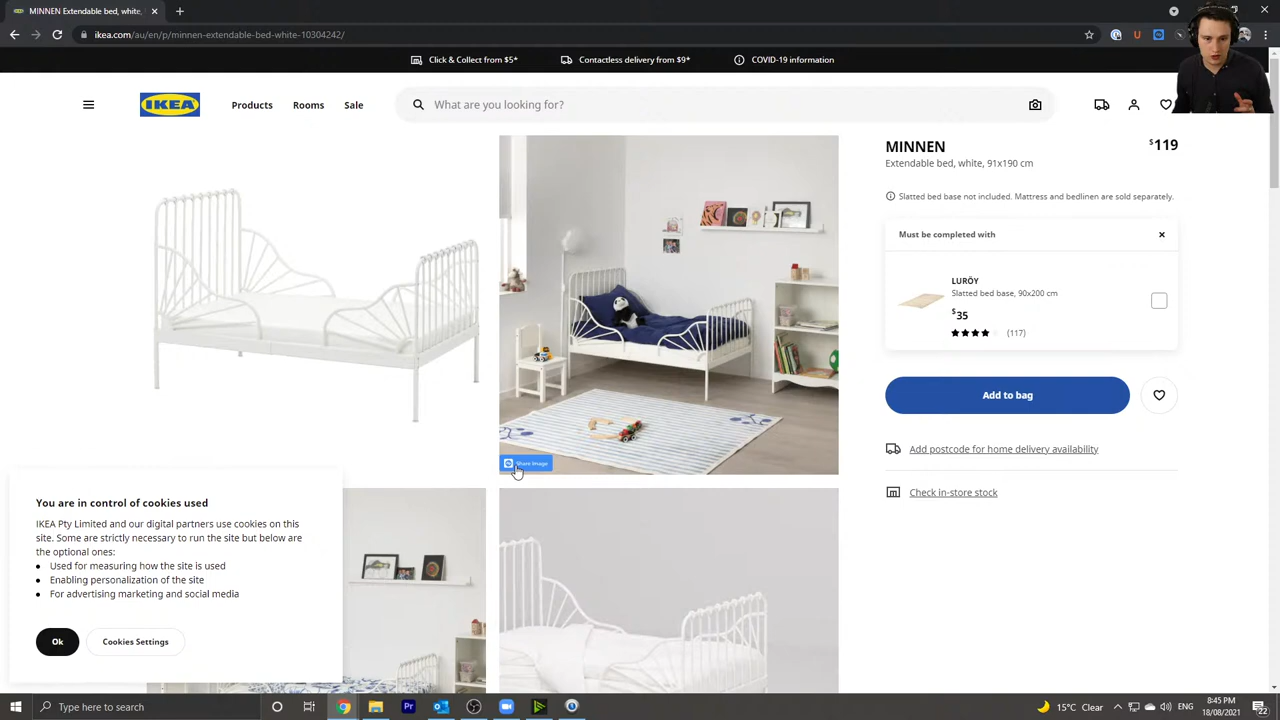 MINNEN Extendable bed, white,
ikea.com/au/en/p/minnen-extendable-bed-white-10304242/
Click & Collect from $5*
Contactless delivery from $9*
COVID-19 information
IKEA
Products
Rooms
Sale
What are you looking for?
MINNEN
$119
Extendable bed, white, 91x190 cm
Slatted bed base not included. Mattress and bedlinen are sold separately.
Must be completed with
LURÖY
Slatted bed base, 90x200 cm
$35
(117)
Add to bag
Add postcode for home delivery availability
Check in-store stock
Share Image
You are in control of cookies used
IKEA Pty Limited and our digital partners use cookies on this
site. Some are strictly necessary to run the site but below are
the optional ones:
Used for measuring how the site is used
Enabling personalization of the site
For advertising marketing and social media
Ok
Cookies Settings
Type here to search
Pr
15°C Clear
8:45 PM
18/08/2021
22